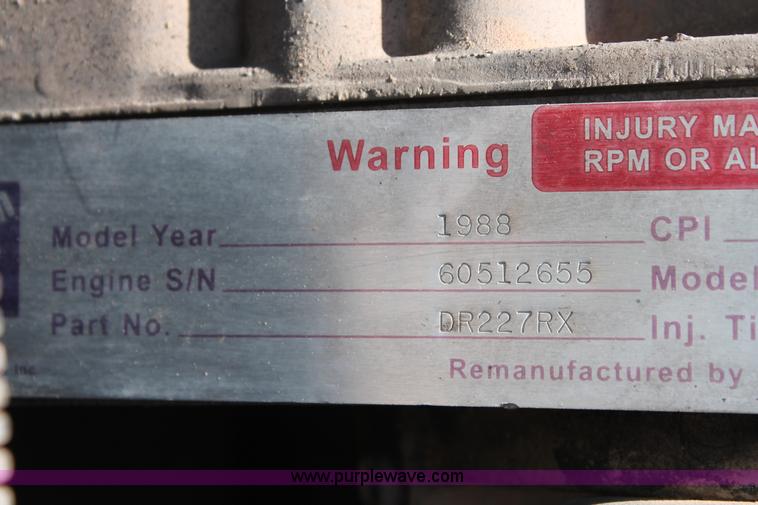 Warning
INJURY MA
RPM OR AL
Model Year 1988 CPI
Engine S/N 60512655 Model
Part No. DR227RX Inj. Ti
Inc.
Remanufactured by
www.purplewave.com